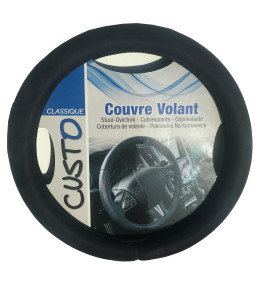 CLASSIQUE
CUSTO
Couvre Volant
Stuur-Overtrek - Cubrevolante - Coprivolante
Cobertura de volante - Pokrowiec Na Kierownice